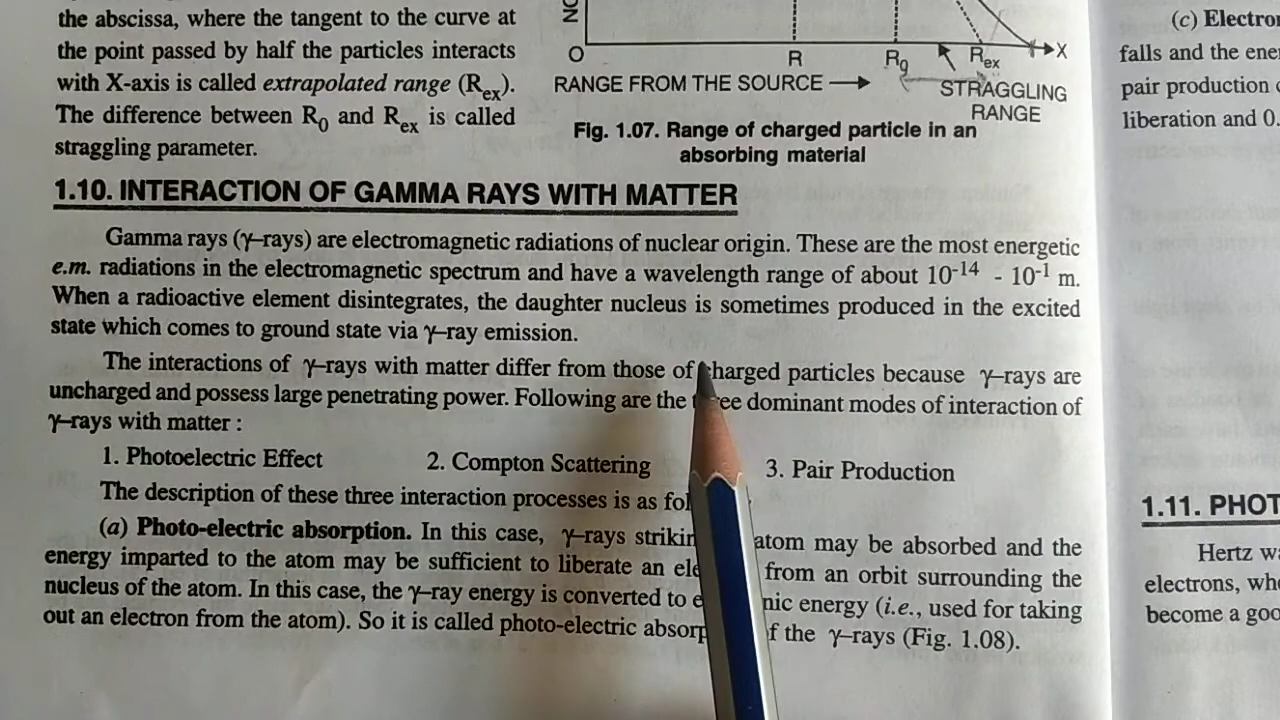 the abscissa, where the tangent to the curve at
the point passed by half the particles interacts
with X-axis is called extrapolated range (Rex).
The difference between R0 and Rex is called
straggling parameter.
O
R
R0
Rex
X
RANGE FROM THE SOURCE
STRAGGLING
RANGE
Fig. 1.07. Range of charged particle in an
absorbing material
1.10. INTERACTION OF GAMMA RAYS WITH MATTER
Gamma rays (γ–rays) are electromagnetic radiations of nuclear origin. These are the most energetic
e.m. radiations in the electromagnetic spectrum and have a wavelength range of about 10-14 - 10-1 m.
When a radioactive element disintegrates, the daughter nucleus is sometimes produced in the excited
state which comes to ground state via γ–ray emission.
The interactions of γ–rays with matter differ from those of charged particles because γ–rays are
uncharged and possess large penetrating power. Following are the dominant modes of interaction of
γ–rays with matter :
1. Photoelectric Effect 2. Compton Scattering 3. Pair Production
The description of these three interaction processes is as
(a) Photo-electric absorption. In this case, γ–rays atom may be absorbed and the
energy imparted to the atom may be sufficient to liberate an from an orbit surrounding the
nucleus of the atom. In this case, the γ–ray energy is converted to energy (i.e., used for taking
out an electron from the atom). So it is called photo-electric the γ–rays (Fig. 1.08).
(c)
falls and the
pair production
liberation and 0.
1.11.
Hertz
electrons,
become a